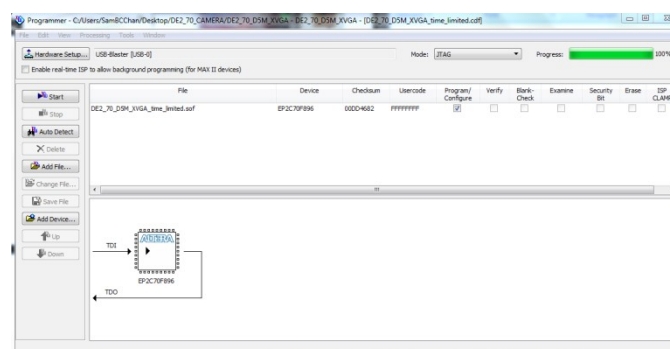 Programmer - C:/Users/SamBCChan/Desktop/DE2_70_CAMERA/DE2_70_D5M_XVGA - DE2_70_D5M_XVGA - [DE2_70_D5M_XVGA_time_limited.cdf]
File Edit View Processing Tools Window
Hardware Setup... USB-Blaster [USB-0] Mode: JTAG Progress: 100%
Enable real-time ISP to allow background programming (for MAX II devices)
File Device Checksum Usercode Program/Configure Verify Blank-Check Examine Security Bit Erase ISP CLAMP
DE2_70_D5M_XVGA_time_limited.sof EP2C70F896 00DD4682 FFFFFFFF
Start
Stop
Auto Detect
Delete
Add File...
Change File...
Save File
Add Device...
Up
Down
TDI
ALTERA
EP2C70F896
TDO